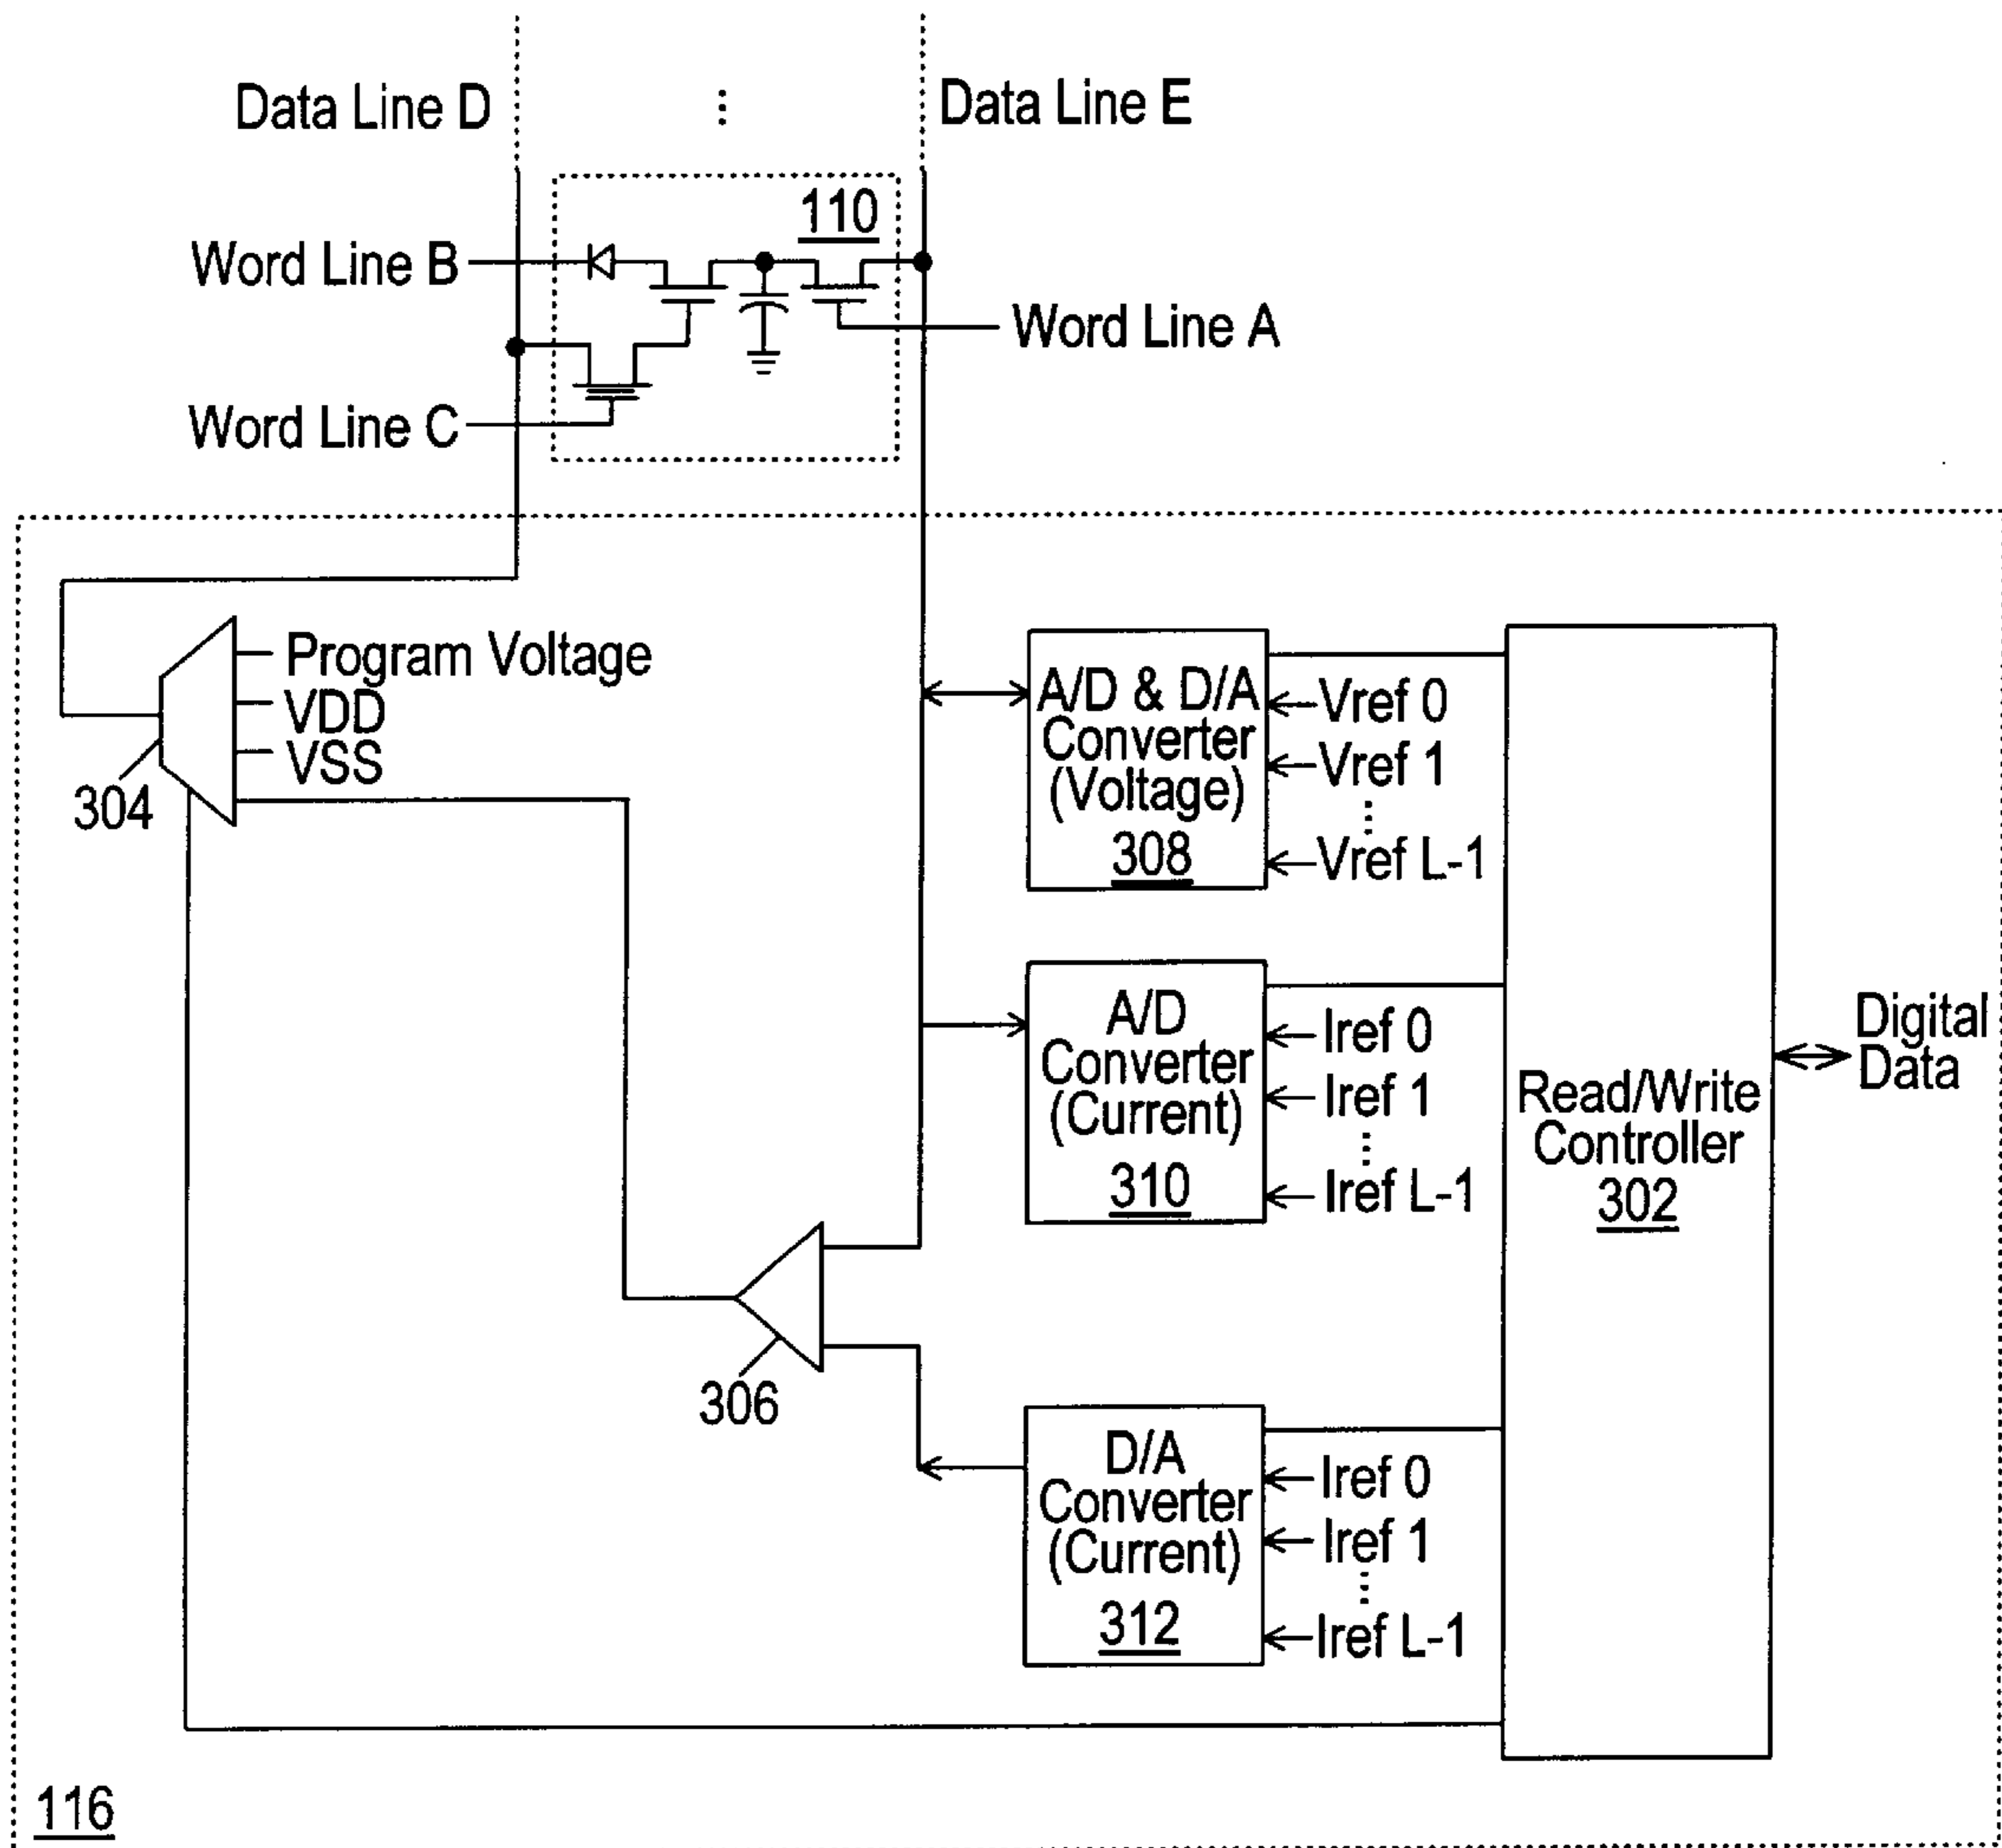 Data Line D
⋮
Data Line E
110
Word Line B
Word Line A
Word Line C
Program Voltage
VDD
VSS
304
A/D & D/A
Converter
(Voltage)
308
Vref 0
Vref 1
⋮
Vref L-1
A/D
Converter
(Current)
310
Iref 0
Iref 1
⋮
Iref L-1
Read/Write
Controller
302
Digital
Data
306
D/A
Converter
(Current)
312
Iref 0
Iref 1
⋮
Iref L-1
116